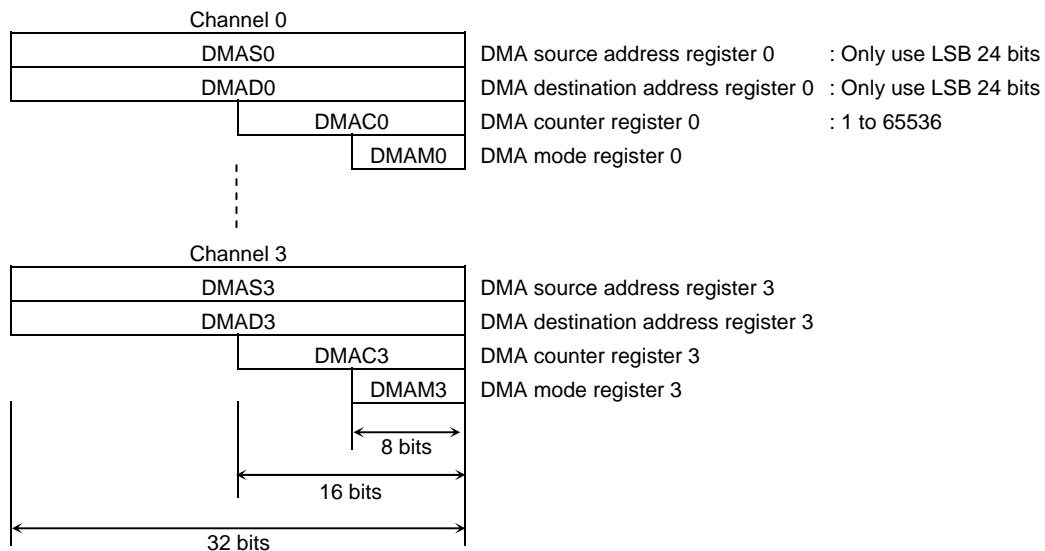 Channel 0
DMAS0 DMA source address register 0 : Only use LSB 24 bits
DMAD0 DMA destination address register 0 : Only use LSB 24 bits
DMAC0 DMA counter register 0 : 1 to 65536
DMAM0 DMA mode register 0
Channel 3
DMAS3 DMA source address register 3
DMAD3 DMA destination address register 3
DMAC3 DMA counter register 3
DMAM3 DMA mode register 3
8 bits
16 bits
32 bits